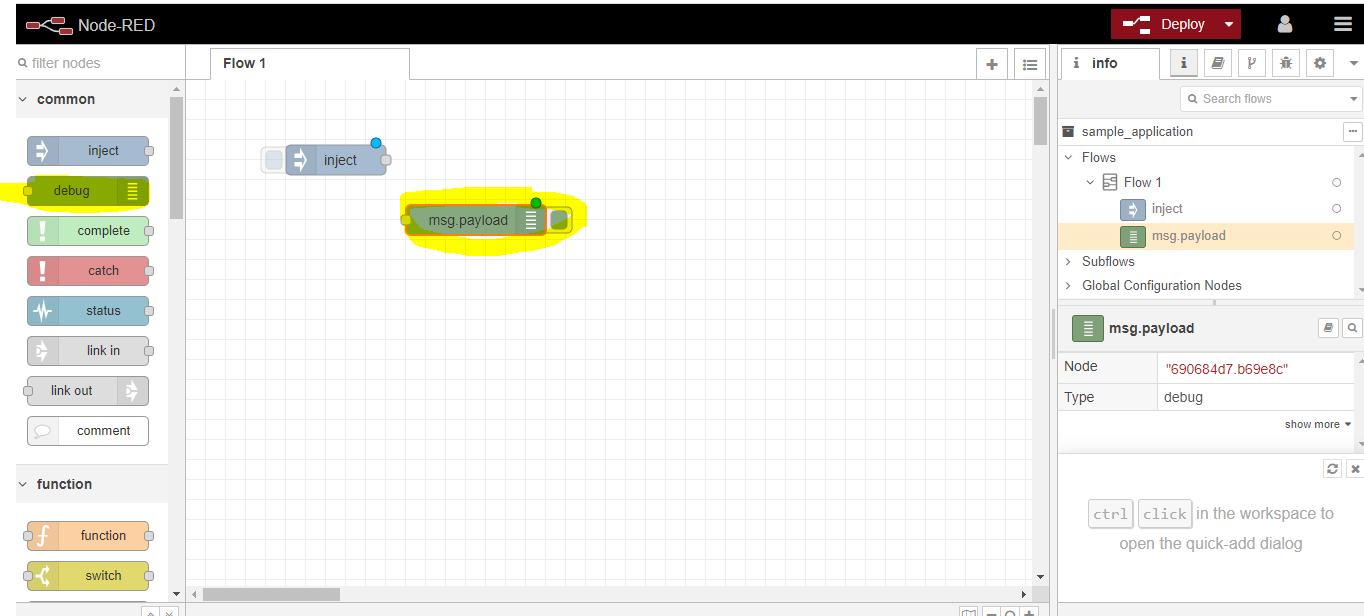 Node-RED
Deploy
filter nodes
Flow 1
info
i
common
Search flows
inject
debug
complete
catch
status
link in
link out
comment
function
function
switch
inject
msg.payload
sample_application
Flows
Flow 1
inject
msg.payload
Subflows
Global Configuration Nodes
msg.payload
Node "690684d7.b69e8c"
Type debug
show more
ctrl click in the workspace to
open the quick-add dialog